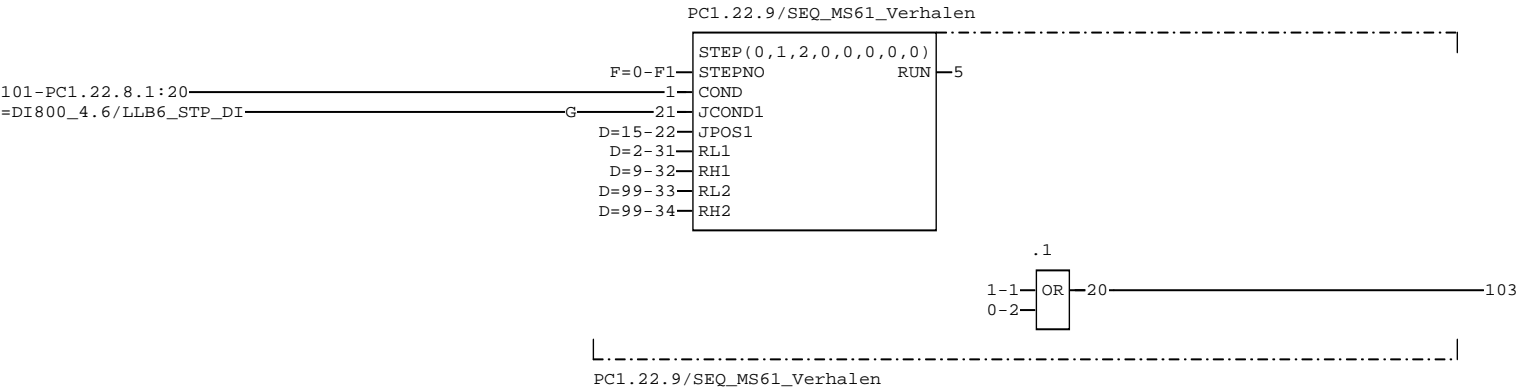 PC1.22.9/SEQ_MS61_Verhalen
STEP(0,1,2,0,0,0,0,0)
F=0-F1 STEPNO RUN 5
101-PC1.22.8.1:20 1 COND
=DI800_4.6/LLB6_STP_DI G 21 JCOND1
D=15-22 JPOS1
D=2-31 RL1
D=9-32 RH1
D=99-33 RL2
D=99-34 RH2
.1
1-1 OR 20 103
0-2
PC1.22.9/SEQ_MS61_Verhalen